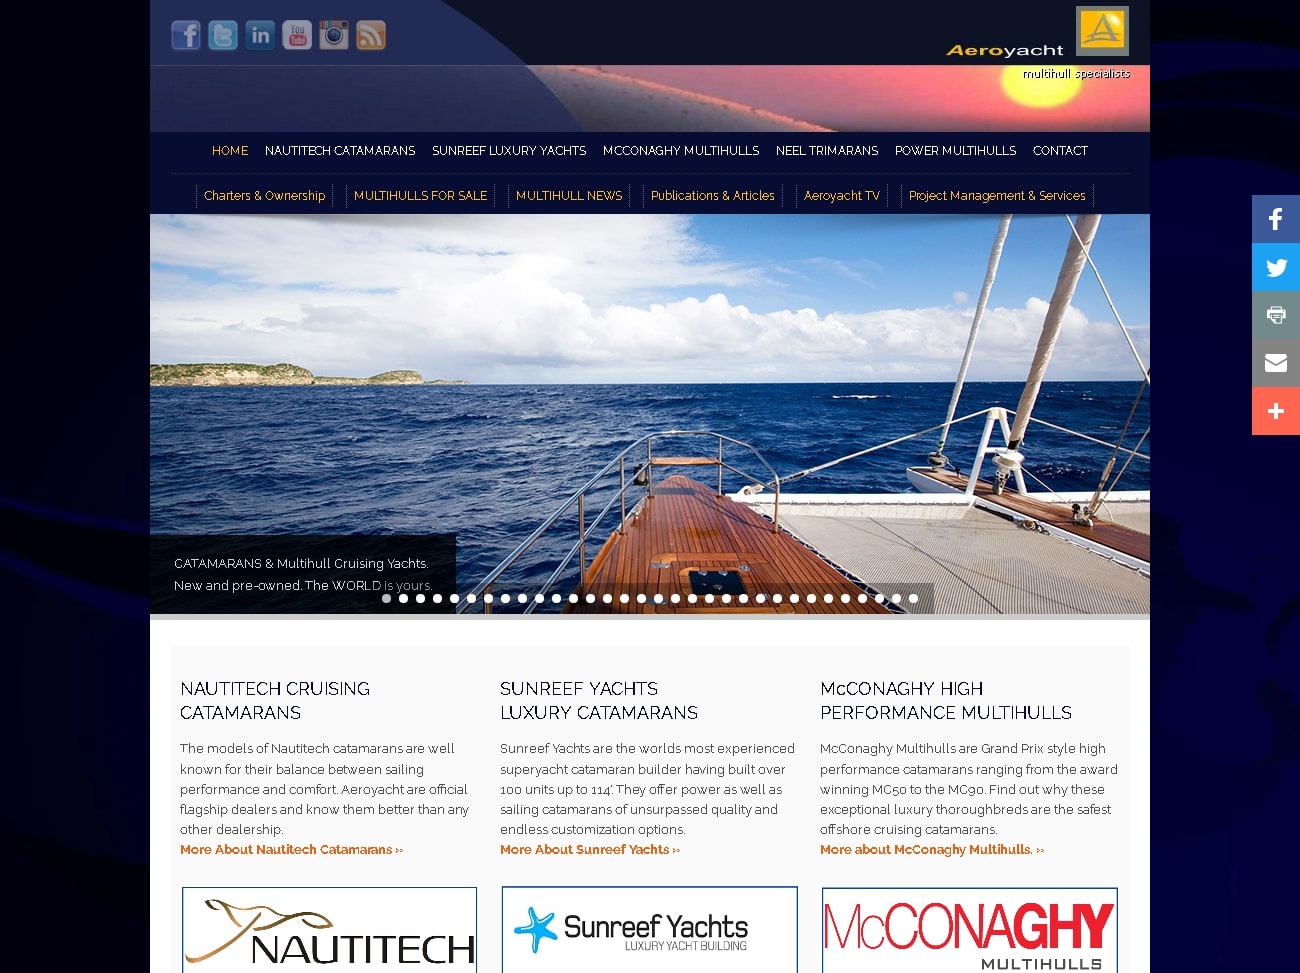 You Tube
Aeroyacht
multihull specialists
HOME NAUTITECH CATAMARANS SUNREEF LUXURY YACHTS MCCONAGHY MULTIHULLS NEEL TRIMARANS POWER MULTIHULLS CONTACT
Charters & Ownership MULTIHULLS FOR SALE MULTIHULL NEWS Publications & Articles Aeroyacht TV Project Management & Services
CATAMARANS & Multihull Cruising Yachts.
New and pre-owned. The WORLD is yours.
NAUTITECH CRUISING
CATAMARANS
The models of Nautitech catamarans are well
known for their balance between sailing
performance and comfort. Aeroyacht are official
flagship dealers and know them better than any
other dealership.
More About Nautitech Catamarans >>
SUNREEF YACHTS
LUXURY CATAMARANS
Sunreef Yachts are the worlds most experienced
superyacht catamaran builder having built over
100 units up to 114'. They offer power as well as
sailing catamarans of unsurpassed quality and
endless customization options.
More About Sunreef Yachts >>
McCONAGHY HIGH
PERFORMANCE MULTIHULLS
McConaghy Multihulls are Grand Prix style high
performance catamarans ranging from the award
winning MC50 to the MC90. Find out why these
exceptional luxury thoroughbreds are the safest
offshore cruising catamarans.
More about McConaghy Multihulls. >>
NAUTITECH
Sunreef Yachts
LUXURY YACHT BUILDING
McCONAGHY
MULTIHULLS